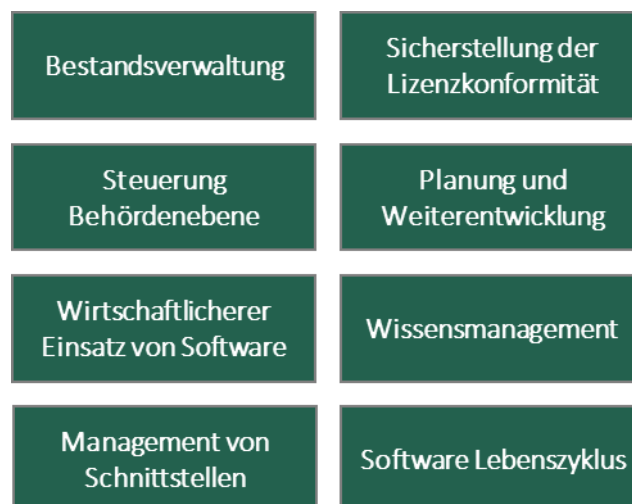 Bestandsverwaltung
Sicherstellung der
Lizenzkonformität
Steuerung
Behördenebene
Planung und
Weiterentwicklung
Wirtschaftlicherer
Einsatz von Software
Wissensmanagement
Management von
Schnittstellen
Software Lebenszyklus